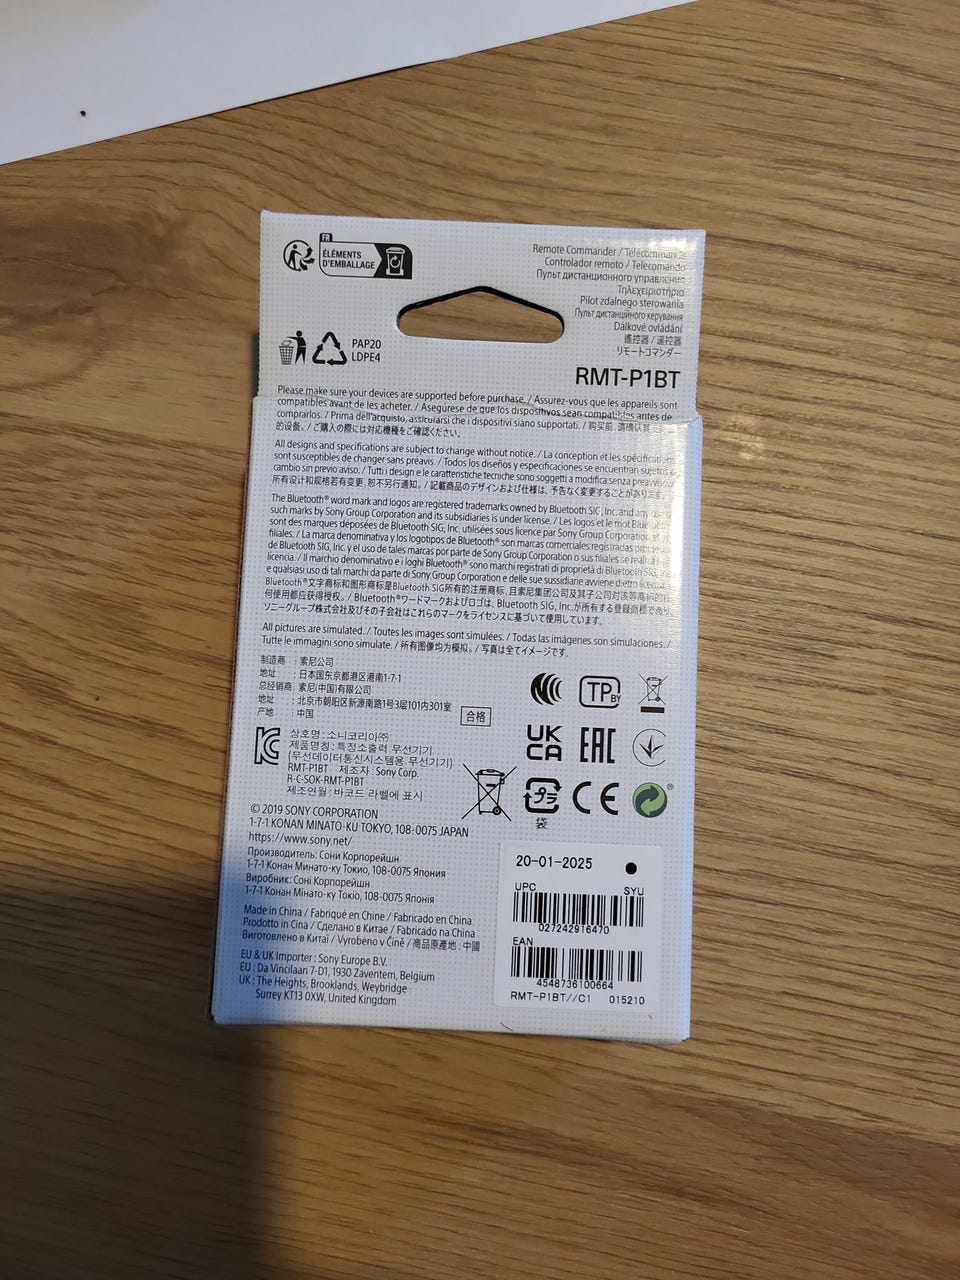 FR
ÉLÉMENTS
D'EMBALLAGE
Remote Commander / Télécommande
Controlador remoto / Telecomando
Пульт дистанционного управления
Τηλεχειριστήριο
Pilot zdalnego sterowania
Пульт дистанційного керування
Dálkové ovládání
遙控器 / 遥控器
リモートコマンダー
RMT-P1BT
PAP20
LDPE4
Please make sure your devices are supported before purchase. / Assurez-vous que les appareils sont
compatibles avant de les acheter. / Asegúrese de que los dispositivos sean compatibles antes de
comprarlos. / Prima dell'acquisto, assicurarsi che i dispositivi siano supportati. / 购买前, 请确认其
的设备。/ ご購入の際には対応機種をご確認ください。
All designs and specifications are subject to change without notice. / La conception et les spécifications
sont susceptibles de changer sans préavis. / Todos los diseños y especificaciones se encuentran sujetos a
cambio sin previo aviso. / Tutti i design e le caratteristiche tecniche sono soggetti a modifica senza preavviso.
所有设计和规格若有变更, 恕不另行通知。/ 記載商品のデザインおよび仕様は、予告なく変更することがあります。
The Bluetooth® word mark and logos are registered trademarks owned by Bluetooth SIG, Inc. and any use of
such marks by Sony Group Corporation and its subsidiaries is under license. / Les logos et le mot Bluetooth
sont des marques déposées de Bluetooth SIG, Inc. utilisées sous licence par Sony Group Corporation et ses
filiales. / La marca denominativa y los logotipos de Bluetooth® son marcas comerciales registradas propiedad
de Bluetooth SIG, Inc. y el uso de tales marcas por parte de Sony Group Corporation o sus filiales se realiza
licencia. / Il marchio denominativo e i loghi Bluetooth® sono marchi registrati di proprietà di Bluetooth SIG, Inc.
e qualsiasi uso di tali marchi da parte di Sony Group Corporation e delle sue sussidiarie avviene dietro licenza.
Bluetooth®文字商标和图形商标是Bluetooth SIG所有的注册商标, 且索尼集团公司及其子公司对该等商标的任
何使用都应获得授权。/ Bluetooth®ワードマークおよびロゴは、Bluetooth SIG, Inc.が所有する登録商標であり、
ソニーグループ株式会社及びその子会社はこれらのマークをライセンスに基づいて使用しています。
All pictures are simulated. / Toutes les images sont simulées. / Todas las imágenes son simulaciones. /
Tutte le immagini sono simulate. / 所有图像均为模拟。/ 写真は全てイメージです。
制造商 : 索尼公司
地址 : 日本国东京都港区港南1-7-1
总经销商: 索尼(中国)有限公司
地址 : 北京市朝阳区新源南路1号3层101内301室
产地 : 中国
合格
상호명 : 소니코리아㈜
제품명칭 : 특정소출력 무선기기
(무선데이터통신시스템용 무선기기)
RMT-P1BT 제조자 : Sony Corp.
R-C-SOK-RMT-P1BT
제조연월 : 바코드 라벨에 표시
TP BY
UK
CA
EAC
プラ
袋
CE
®
© 2019 SONY CORPORATION
1-7-1 KONAN MINATO-KU TOKYO, 108-0075 JAPAN
https://www.sony.net/
Производитель: Сони Корпорейшн
1-7-1 Конан Минато-ку Токио, 108-0075 Япония
Виробник: Соні Корпорейшн
1-7-1 Конан Мінато-ку Токіо, 108-0075 Японія
Made in China / Fabriqué en Chine / Fabricado en China
Prodotto in Cina / Сделано в Китае / Fabricado na China
Виготовлено в Китаї / Vyrobeno v Číně / 商品原產地: 中國
EU & UK Importer : Sony Europe B.V.
EU : Da Vincilaan 7-D1, 1930 Zaventem, Belgium
UK : The Heights, Brooklands, Weybridge
Surrey KT13 0XW, United Kingdom
20-01-2025
UPC SYU
027242916470
EAN
4548736100664
RMT-P1BT//C1 015210